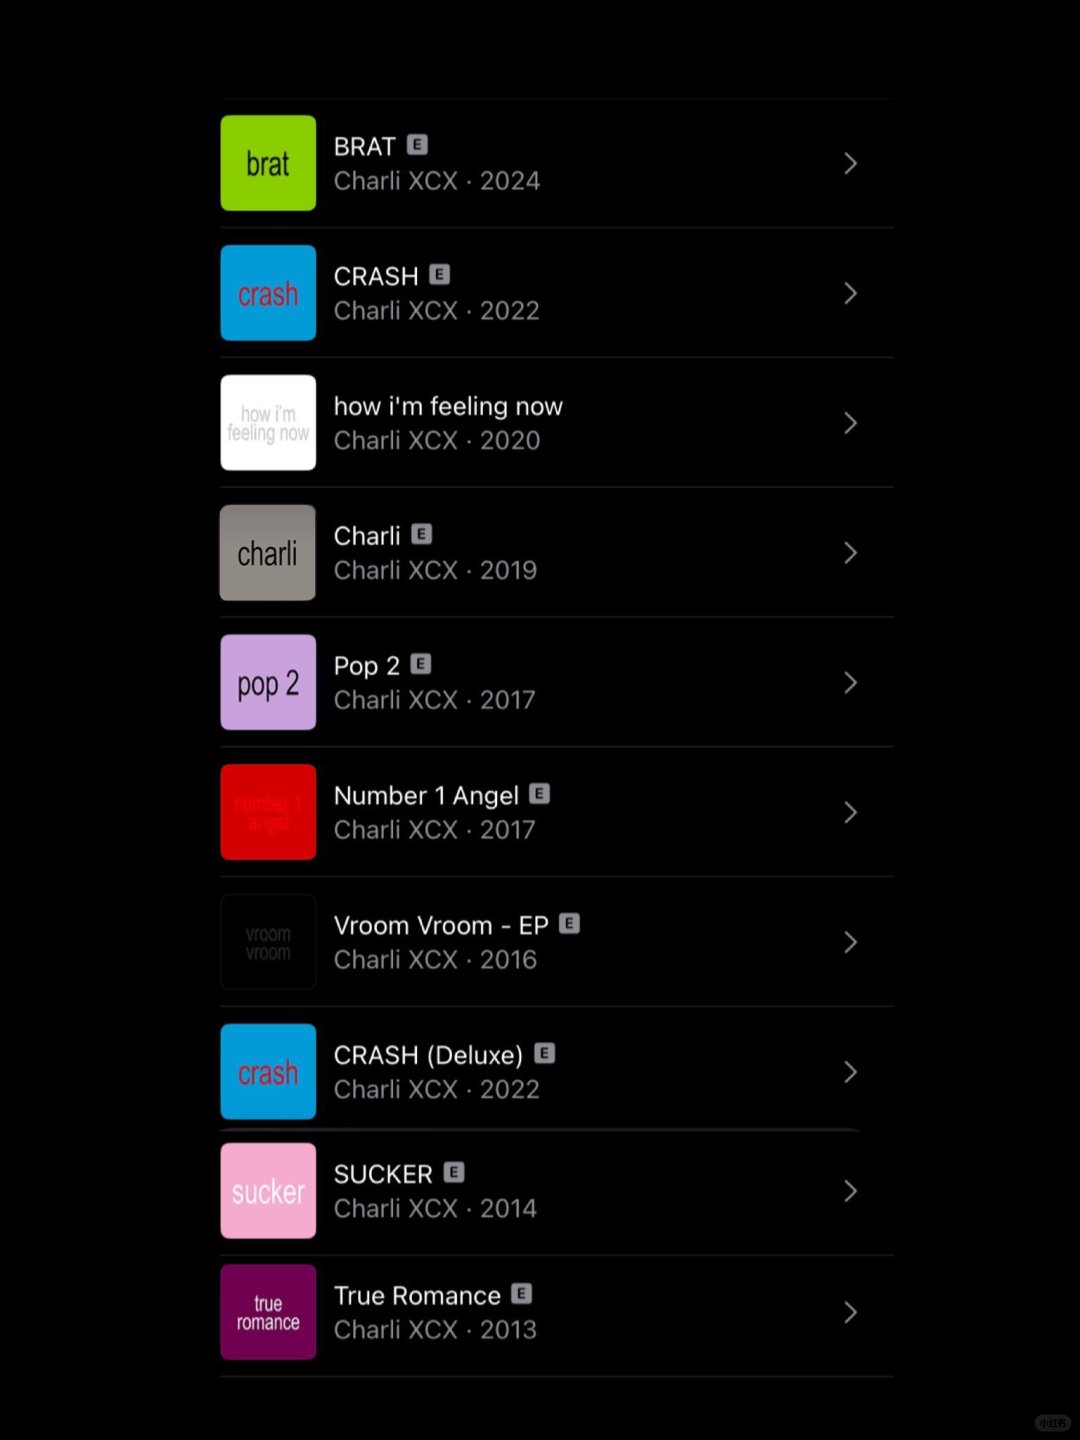 brat
BRAT E
Charli XCX · 2024
crash
CRASH E
Charli XCX · 2022
how i'm
feeling now
how i'm feeling now
Charli XCX · 2020
charli
Charli E
Charli XCX · 2019
pop 2
Pop 2 E
Charli XCX · 2017
number 1
angel
Number 1 Angel E
Charli XCX · 2017
vroom
vroom
Vroom Vroom - EP E
Charli XCX · 2016
crash
CRASH (Deluxe) E
Charli XCX · 2022
sucker
SUCKER E
Charli XCX · 2014
true
romance
True Romance E
Charli XCX · 2013
小红书